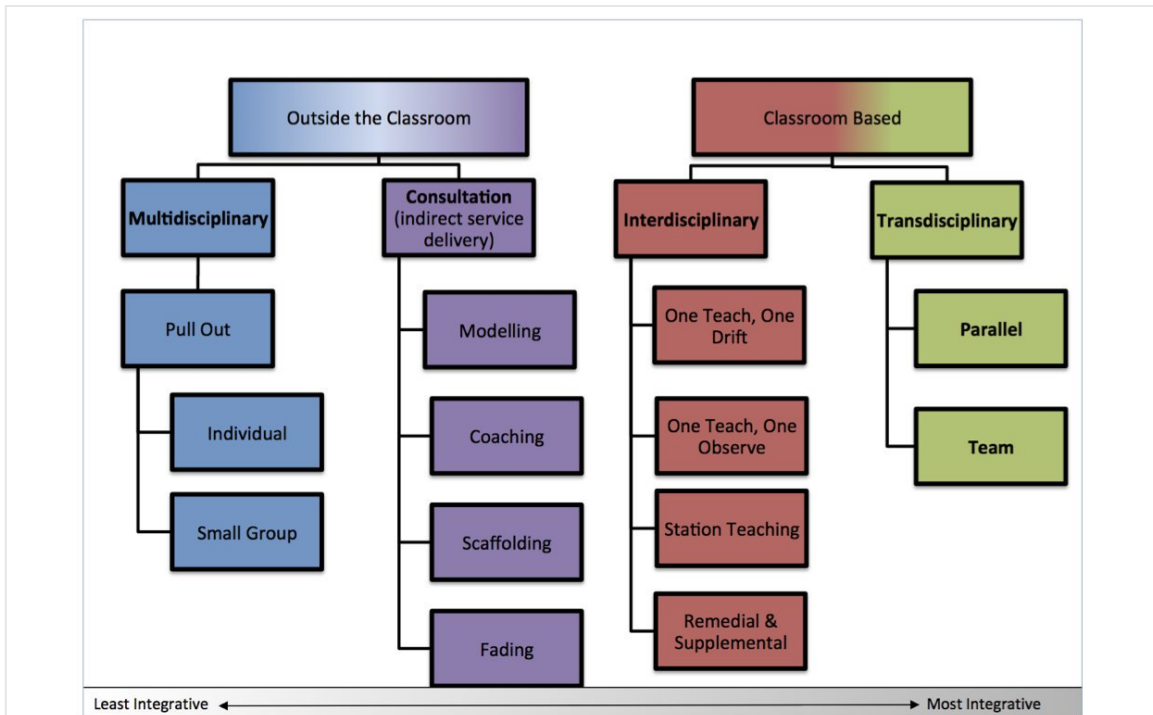 Outside the Classroom
Classroom Based
Multidisciplinary
Consultation
(indirect service
delivery)
Interdisciplinary
Transdisciplinary
Pull Out
Individual
Small Group
Modelling
Coaching
Scaffolding
Fading
One Teach, One
Drift
One Teach, One
Observe
Station Teaching
Remedial &
Supplemental
Parallel
Team
Least Integrative
Most Integrative